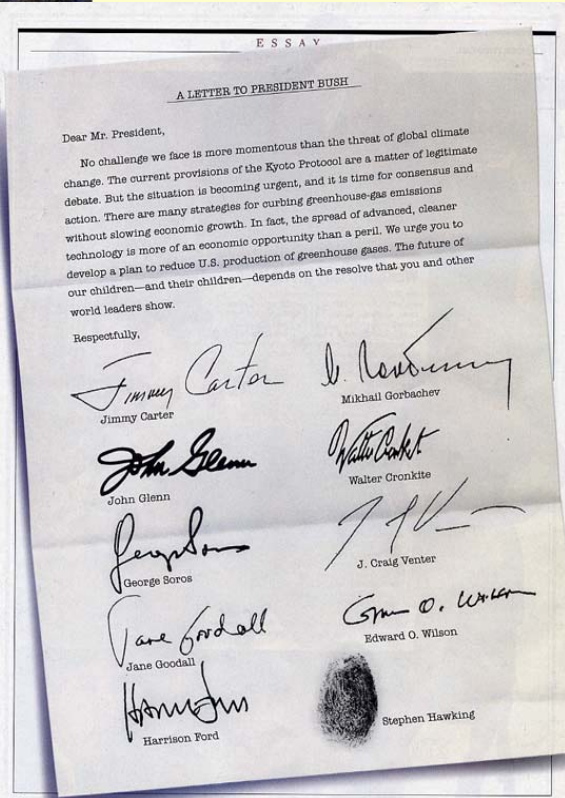 ESSAY
A LETTER TO PRESIDENT BUSH
Dear Mr. President,
No challenge we face is more momentous than the threat of global climate
change. The current provisions of the Kyoto Protocol are a matter of legitimate
debate. But the situation is becoming urgent, and it is time for consensus and
action. There are many strategies for curbing greenhouse-gas emissions
without slowing economic growth. In fact, the spread of advanced, cleaner
technology is more of an economic opportunity than a peril. We urge you to
develop a plan to reduce U.S. production of greenhouse gases. The future of
our children—and their children—depends on the resolve that you and other
world leaders show.
Respectfully,
Jimmy Carter
Jimmy Carter
Mikhail Gorbachev
John Glenn
John Glenn
Walter Cronkite
George Soros
J. Craig Venter
Jane Goodall
Jane Goodall
Edward O. Wilson
Harrison Ford
Stephen Hawking